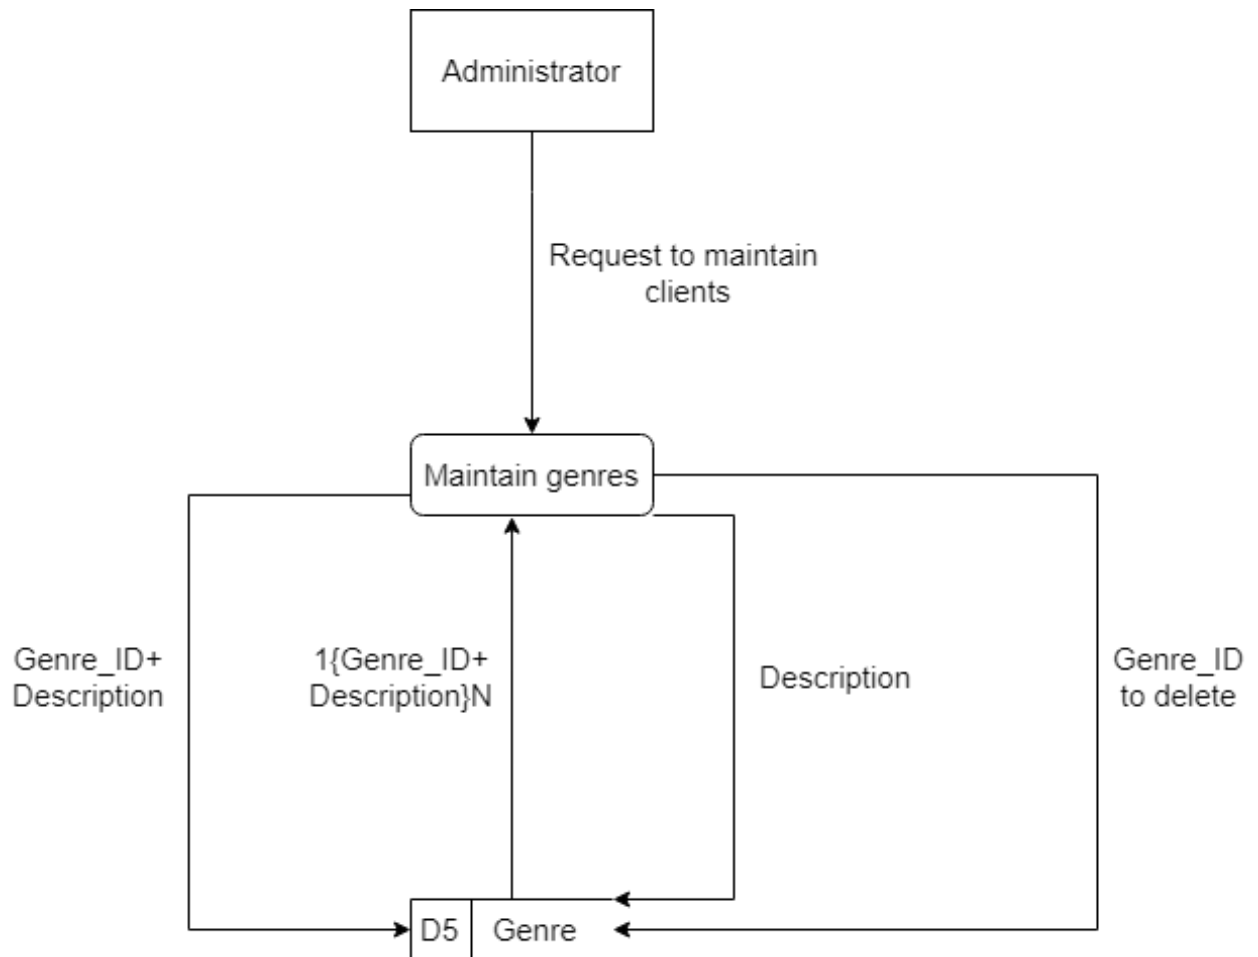 Administrator
Request to maintain
clients
Maintain genres
Genre_ID+
Description
1{Genre_ID+
Description}N
Description
Genre_ID
to delete
D5 Genre